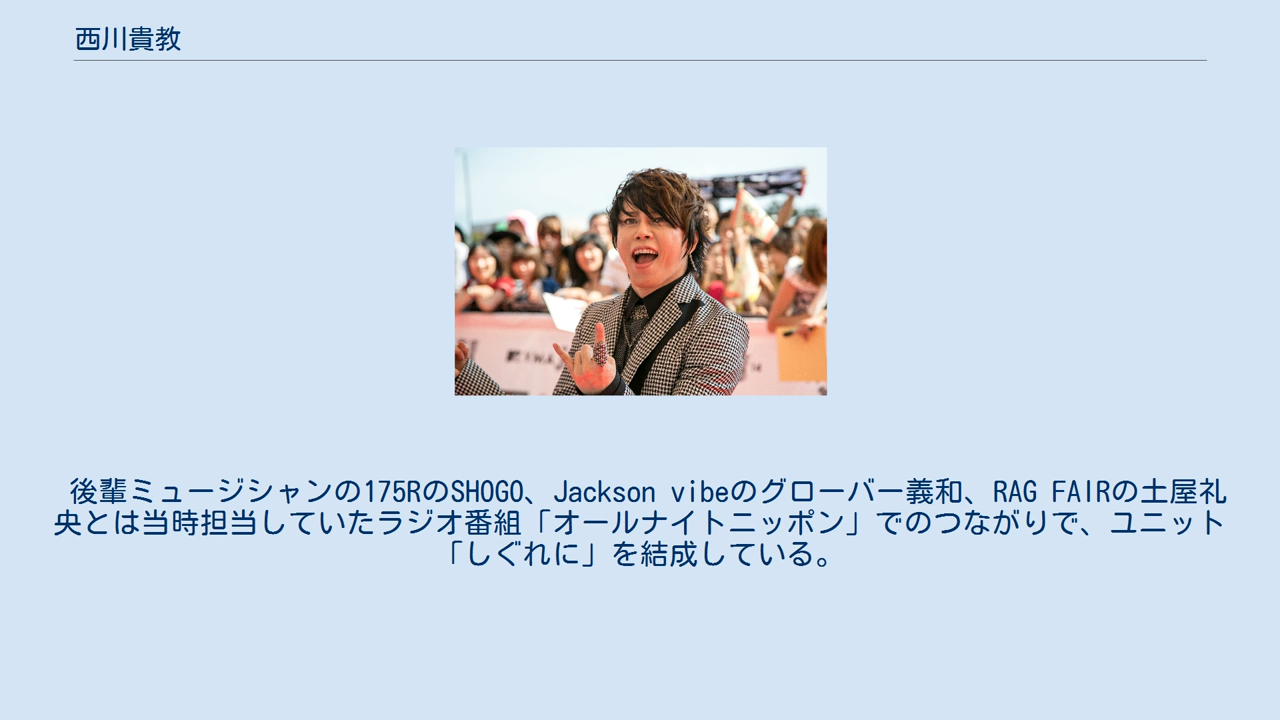 西川貴教
後輩ミュージシャンの175RのSHOGO、Jackson vibeのグローバー義和、RAG FAIRの土屋礼
央とは当時担当していたラジオ番組「オールナイトニッポン」でのつながりで、ユニット
「しぐれに」を結成している。